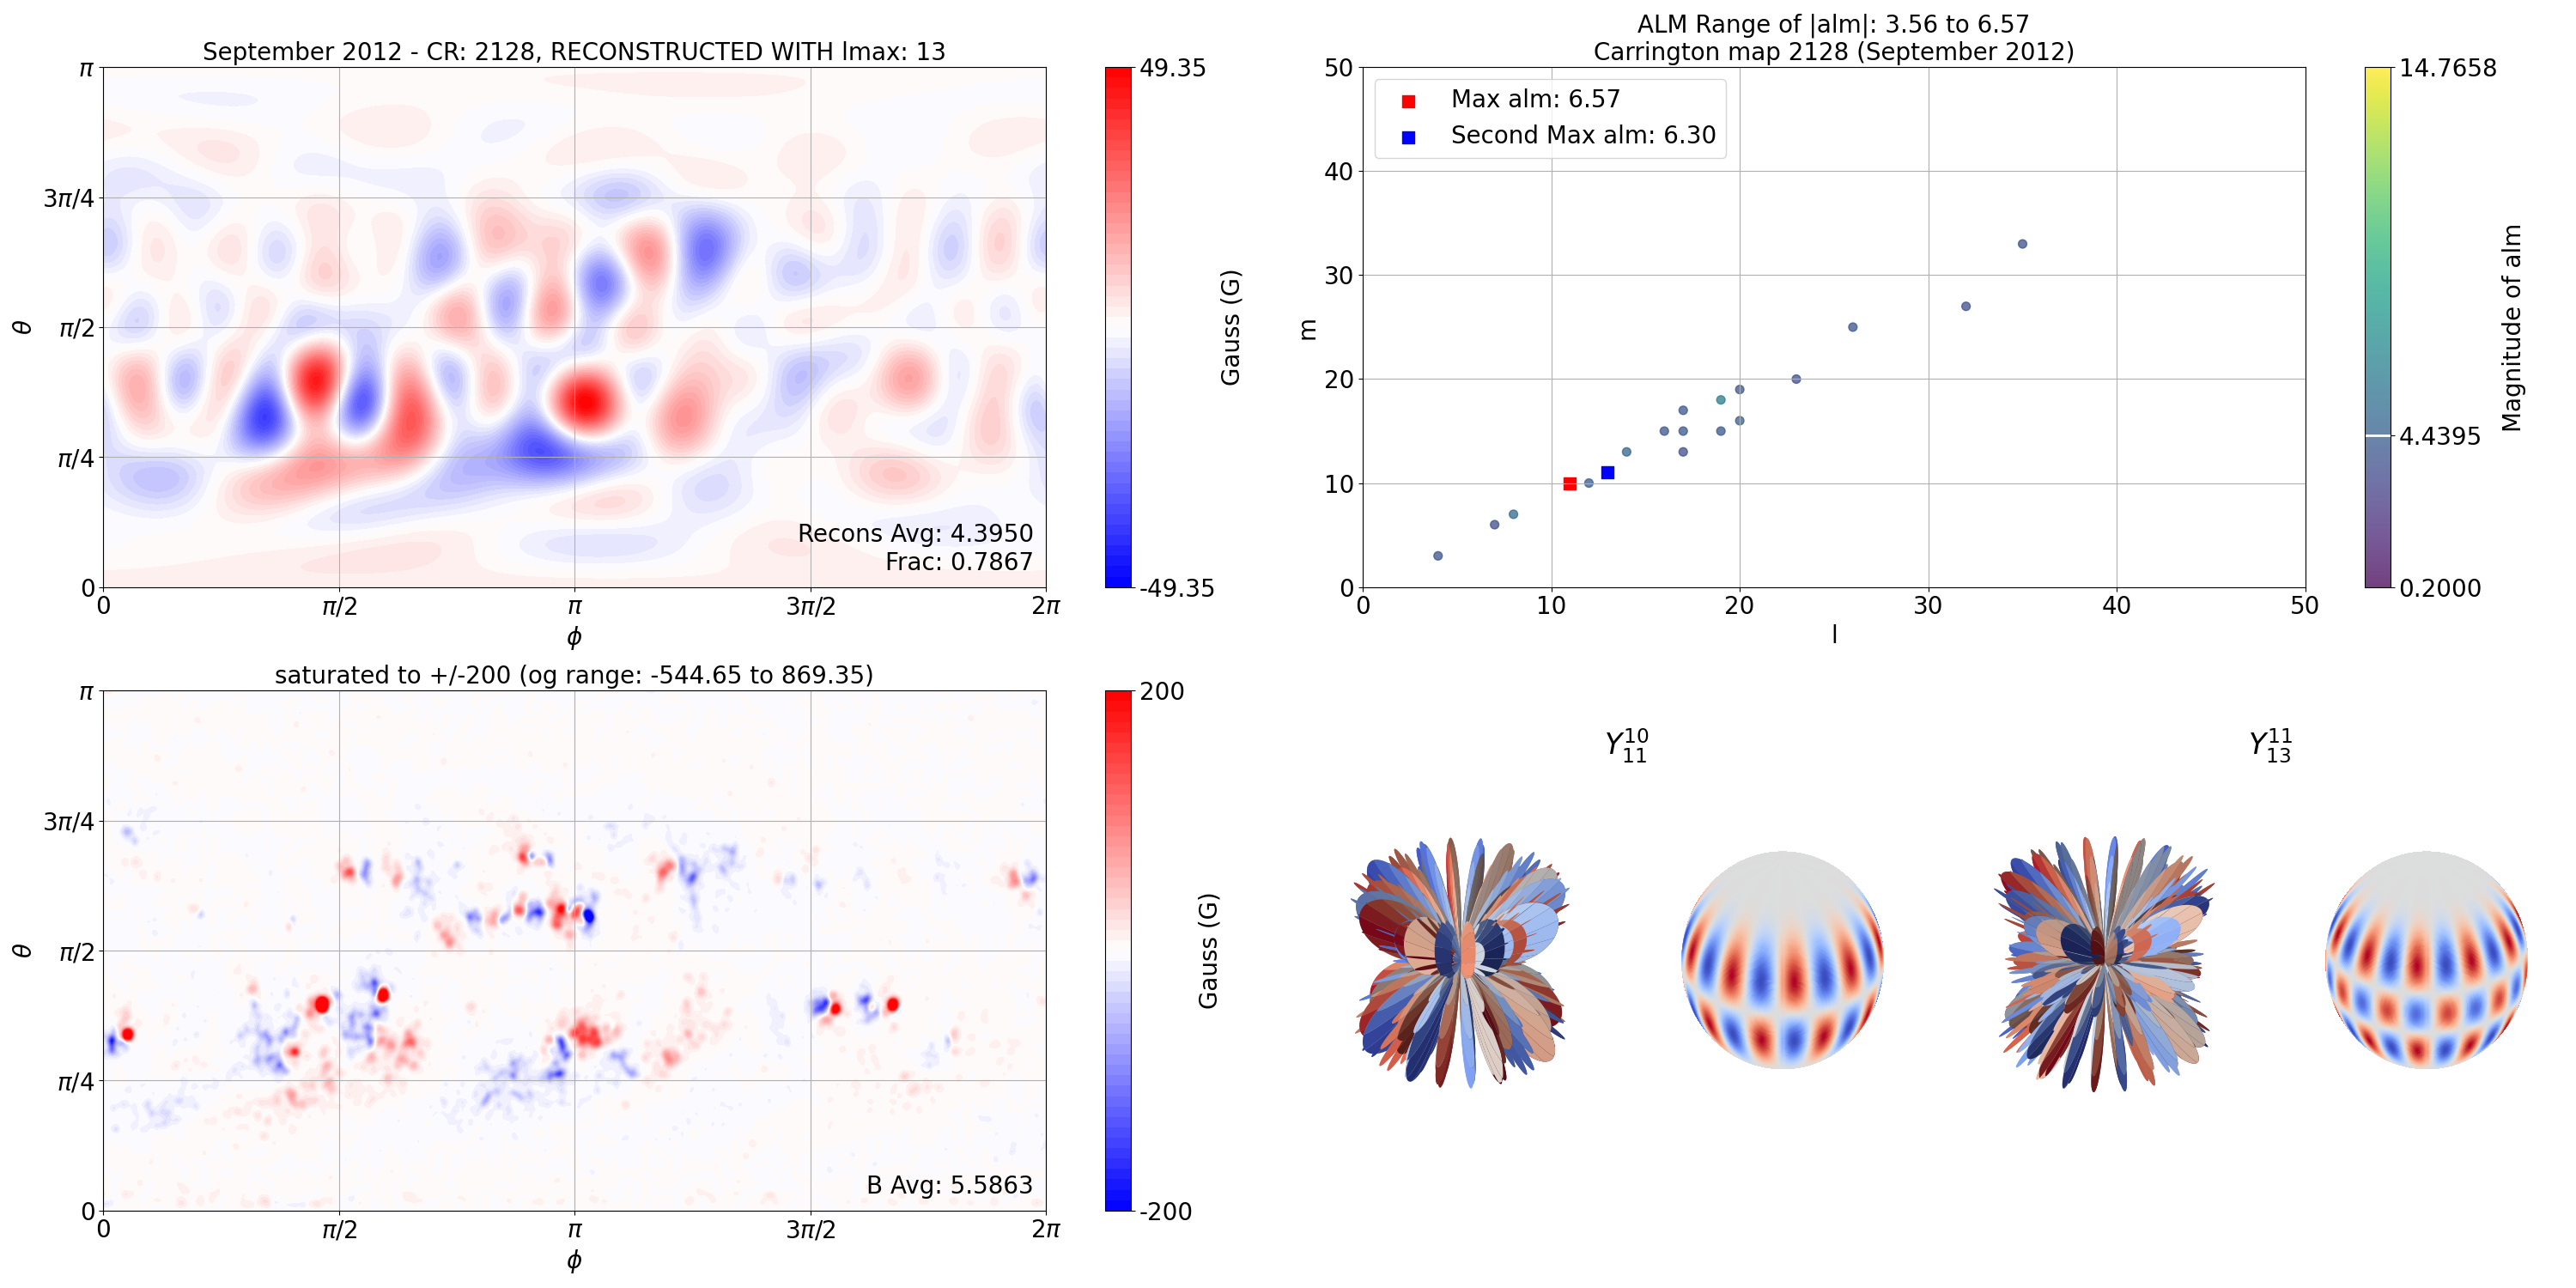 September 2012 - CR: 2128, RECONSTRUCTED WITH lmax: 13
π
3π/4
θ
π/2
π/4
0
Recons Avg: 4.3950
Frac: 0.7867
0
π/2
π
3π/2
2π
ϕ
49.35
Gauss (G)
-49.35
ALM Range of |alm|: 3.56 to 6.57
Carrington map 2128 (September 2012)
50
40
30
m
20
10
0
Max alm: 6.57
Second Max alm: 6.30
0
10
20
30
40
50
l
14.7658
Magnitude of alm
4.4395
0.2000
saturated to +/-200 (og range: -544.65 to 869.35)
π
3π/4
θ
π/2
π/4
0
B Avg: 5.5863
0
π/2
π
3π/2
2π
ϕ
200
Gauss (G)
-200
Y₁₁¹⁰
Y₁₃¹¹